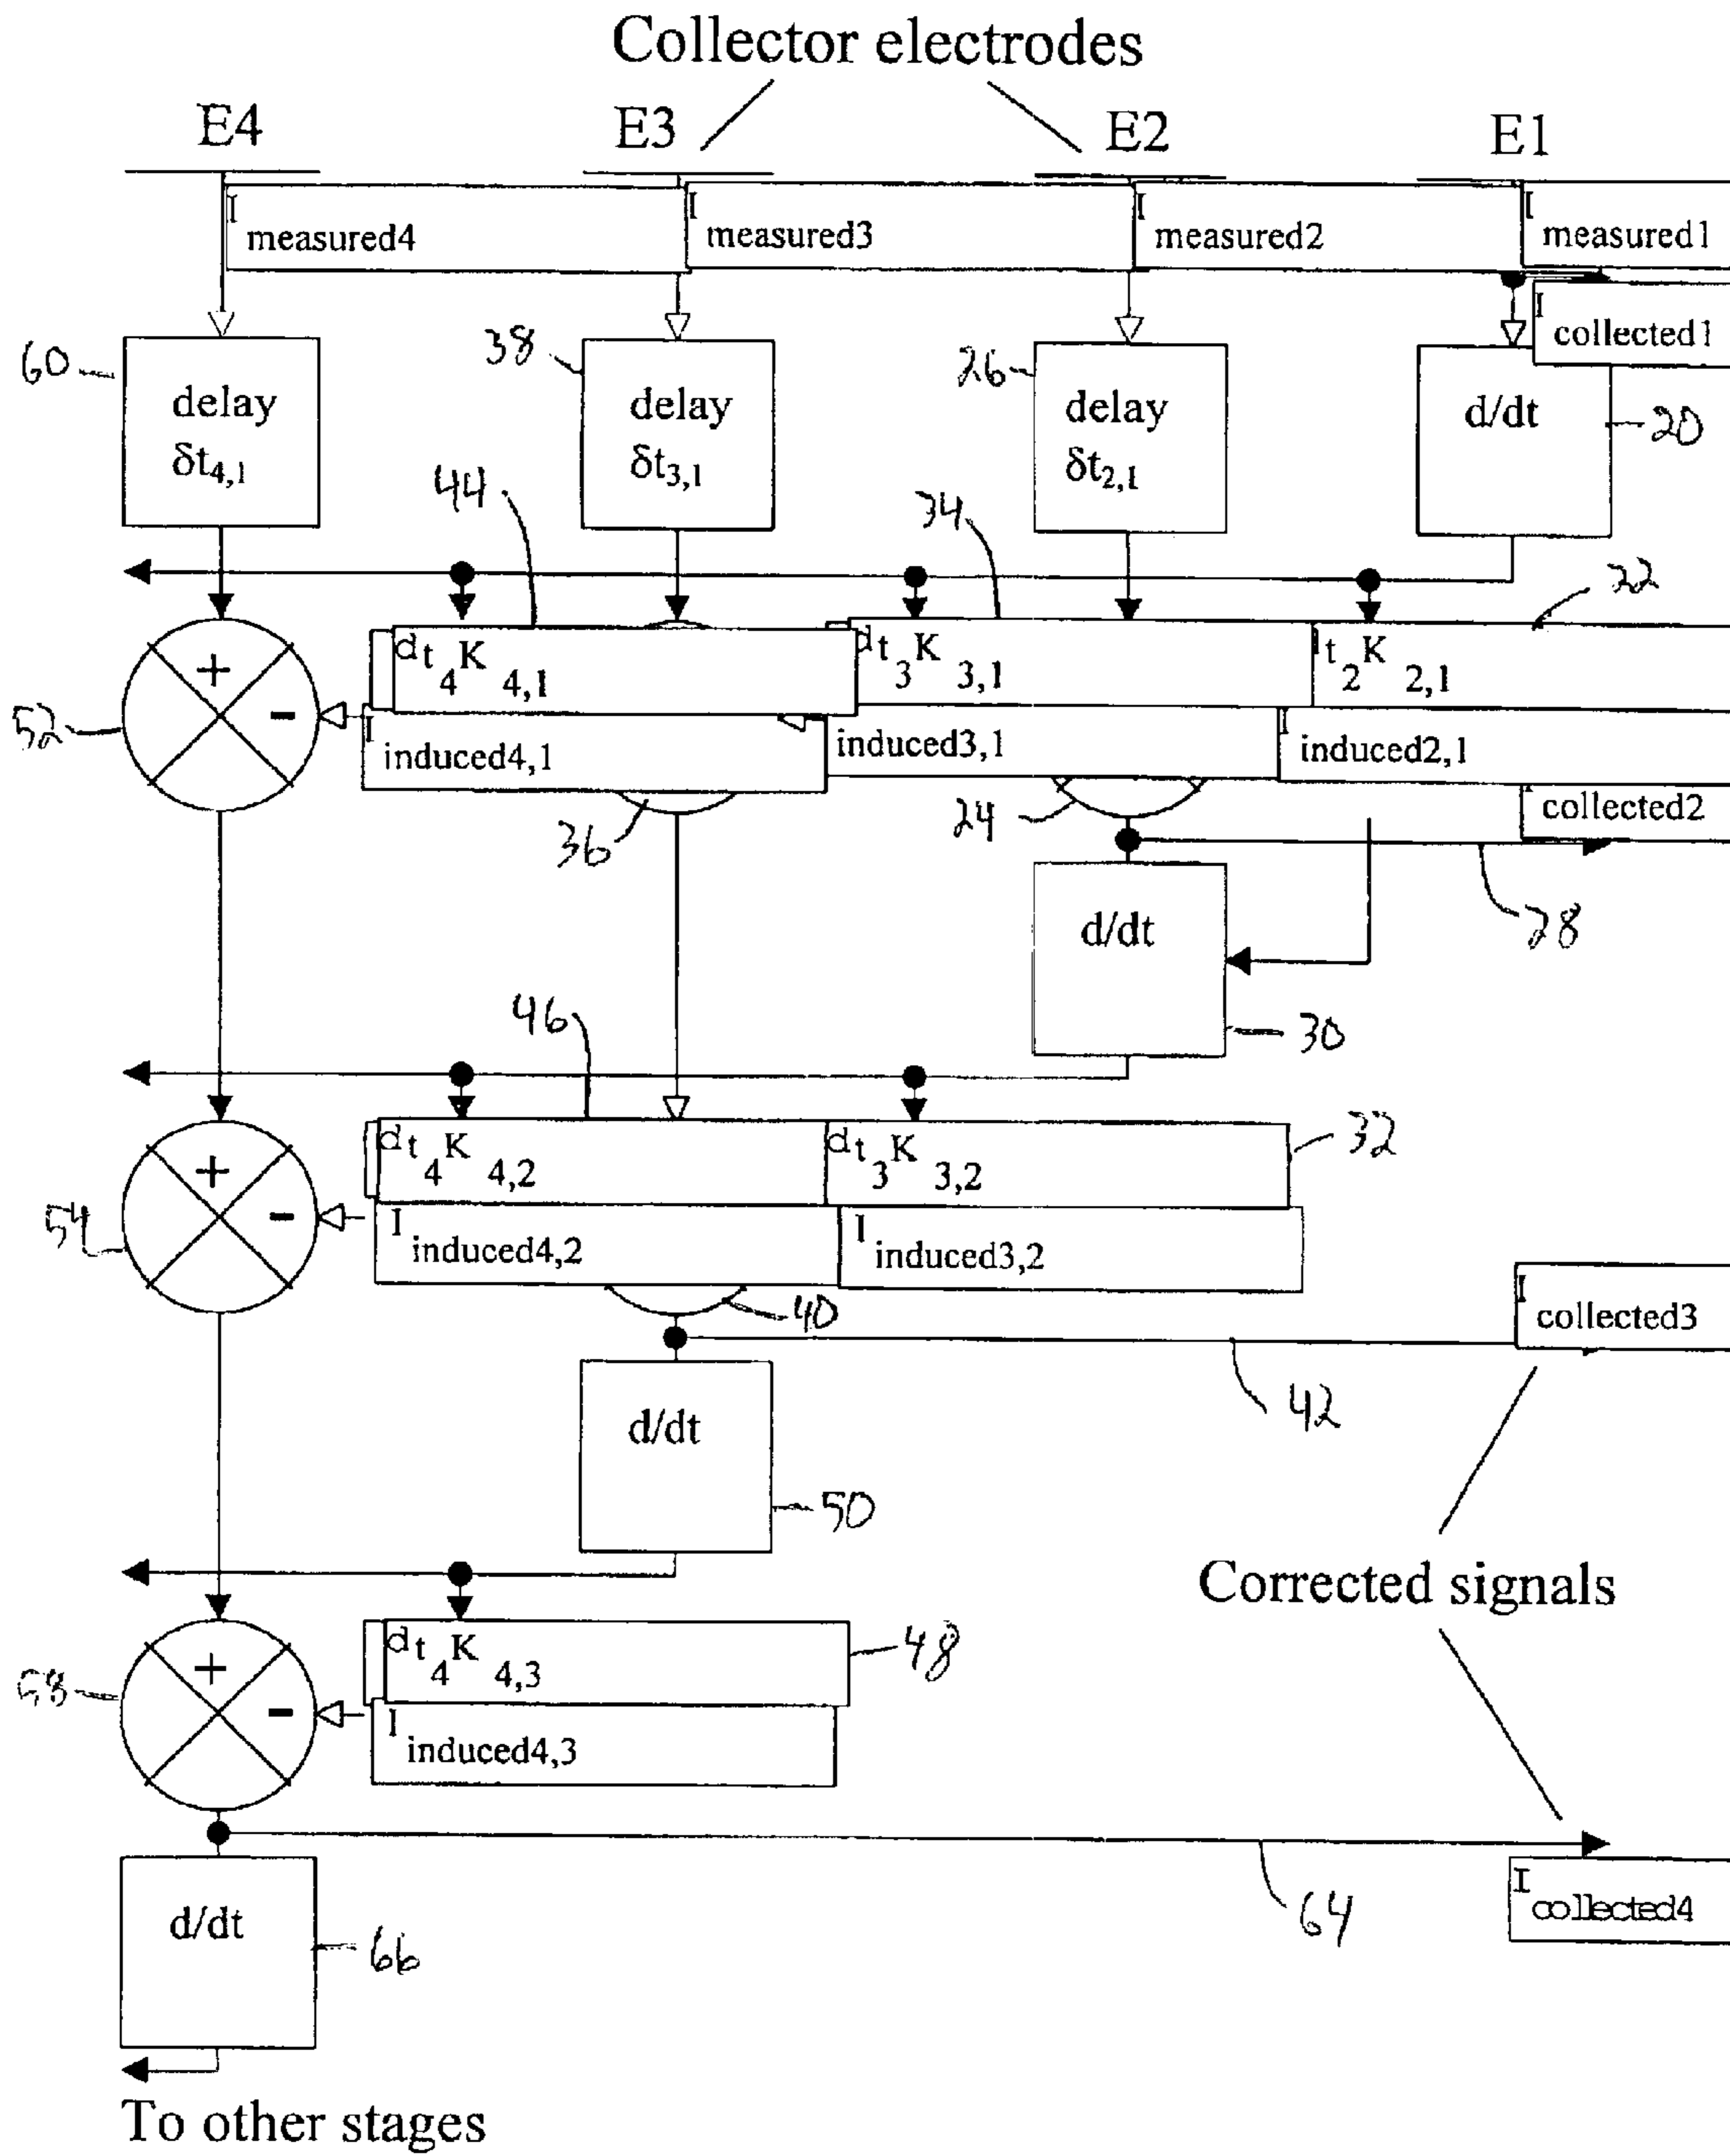 Collector electrodes
E4 E3 E2 E1
I measured4 I measured3 I measured2 I measured1
I collected1
60 38 26 20
delay δt4,1
delay δt3,1
delay δt2,1
d/dt
44 34 22
+ -
dt4K 4,1 dt3K 3,1 t2K 2,1
52
I induced4,1 induced3,1 I induced2,1
36 24
collected2
28
d/dt
30
46
+ -
dt4K 4,2 dt3K 3,2
32
54
I induced4,2 I induced3,2
40
I collected3
42
d/dt
50
Corrected signals
+ -
dt4K 4,3
48
58
I induced4,3
64
I collected4
d/dt
66
To other stages